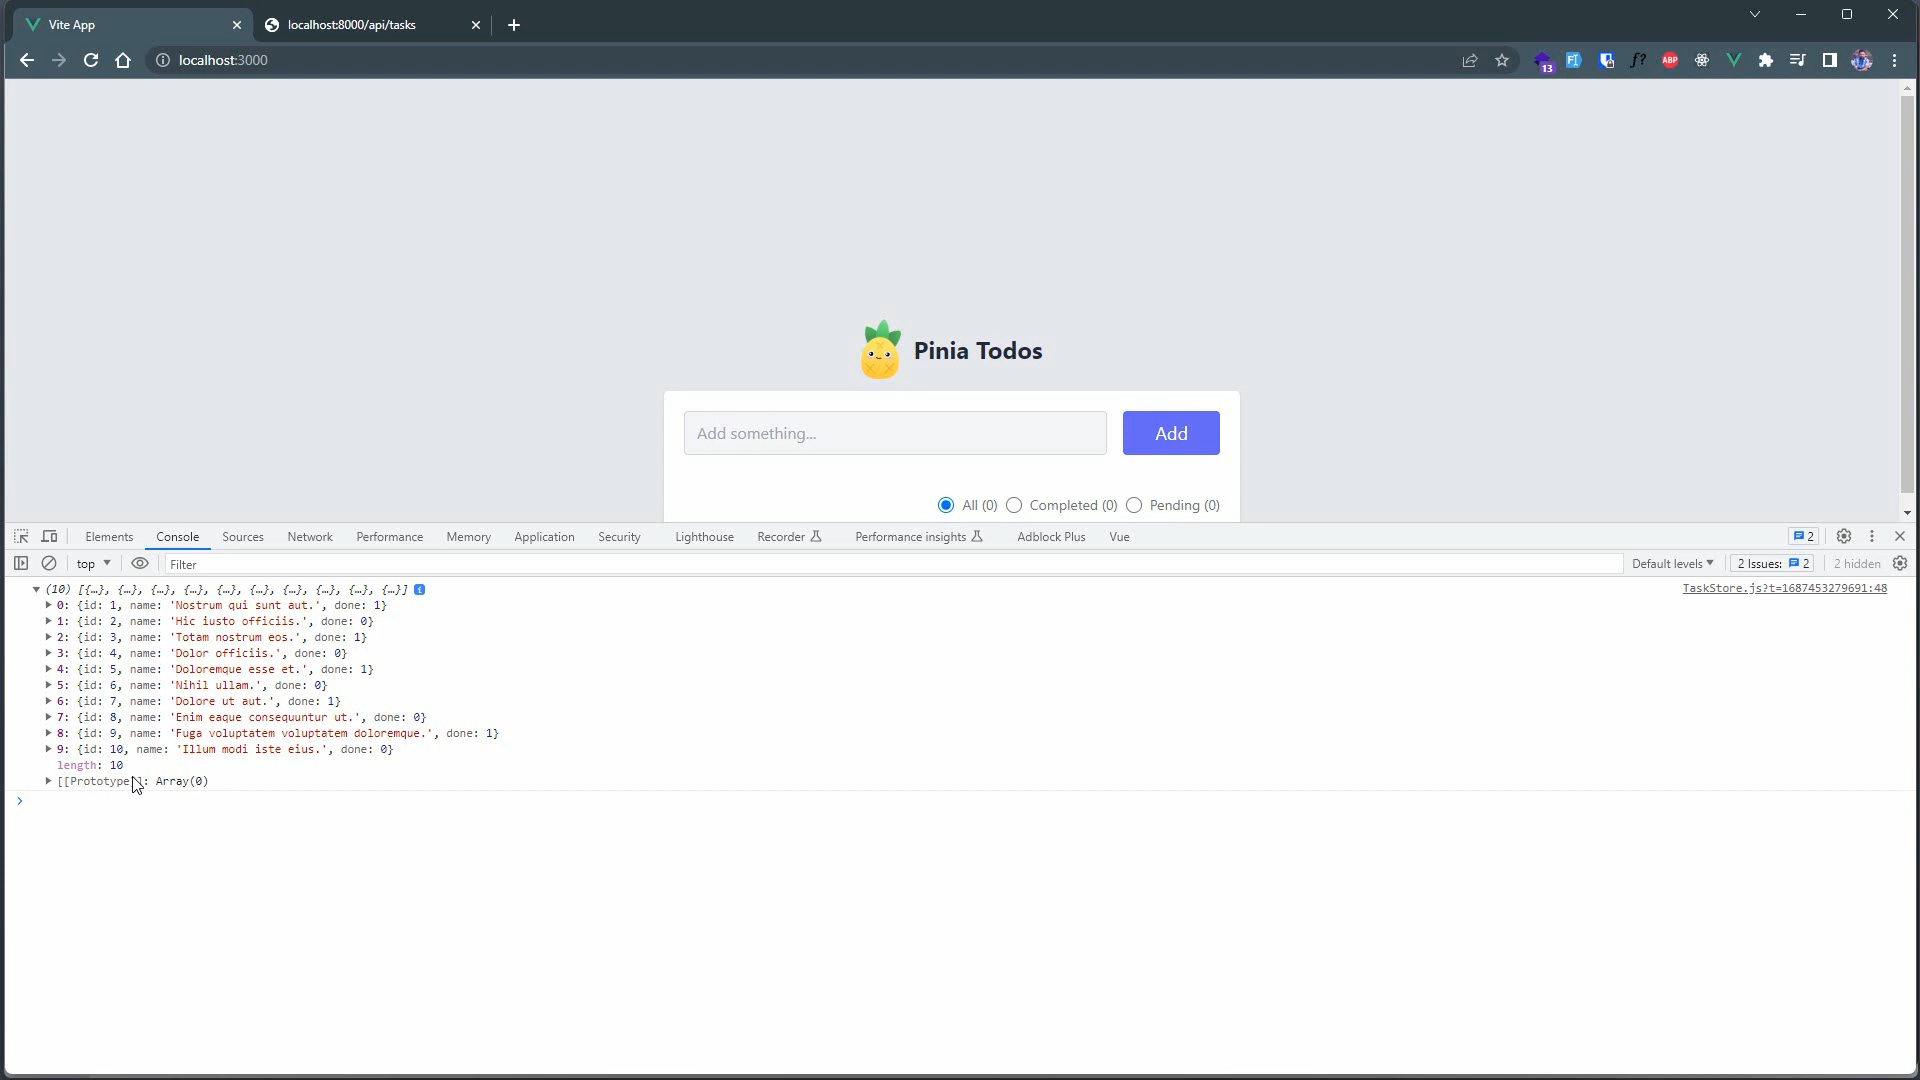 Vite App
localhost:8000/api/tasks
localhost:3000
13
ABP
f?
Pinia Todos
Add something...
Add
All (0) Completed (0) Pending (0)
Elements Console Sources Network Performance Memory Application Security Lighthouse Recorder Performance insights Adblock Plus Vue 2
top Filter Default levels 2 Issues: 2 2 hidden
(10) [{…}, {…}, {…}, {…}, {…}, {…}, {…}, {…}, {…}, {…}] i TaskStore.js?t=1687453279691:48
0: {id: 1, name: 'Nostrum qui sunt aut.', done: 1}
1: {id: 2, name: 'Hic iusto officiis.', done: 0}
2: {id: 3, name: 'Totam nostrum eos.', done: 1}
3: {id: 4, name: 'Dolor officiis.', done: 0}
4: {id: 5, name: 'Doloremque esse et.', done: 1}
5: {id: 6, name: 'Nihil ullam.', done: 0}
6: {id: 7, name: 'Dolore ut aut.', done: 1}
7: {id: 8, name: 'Enim eaque consequuntur ut.', done: 0}
8: {id: 9, name: 'Fuga voluptatem voluptatem doloremque.', done: 1}
9: {id: 10, name: 'Illum modi iste eius.', done: 0}
length: 10
[[Prototype]]: Array(0)